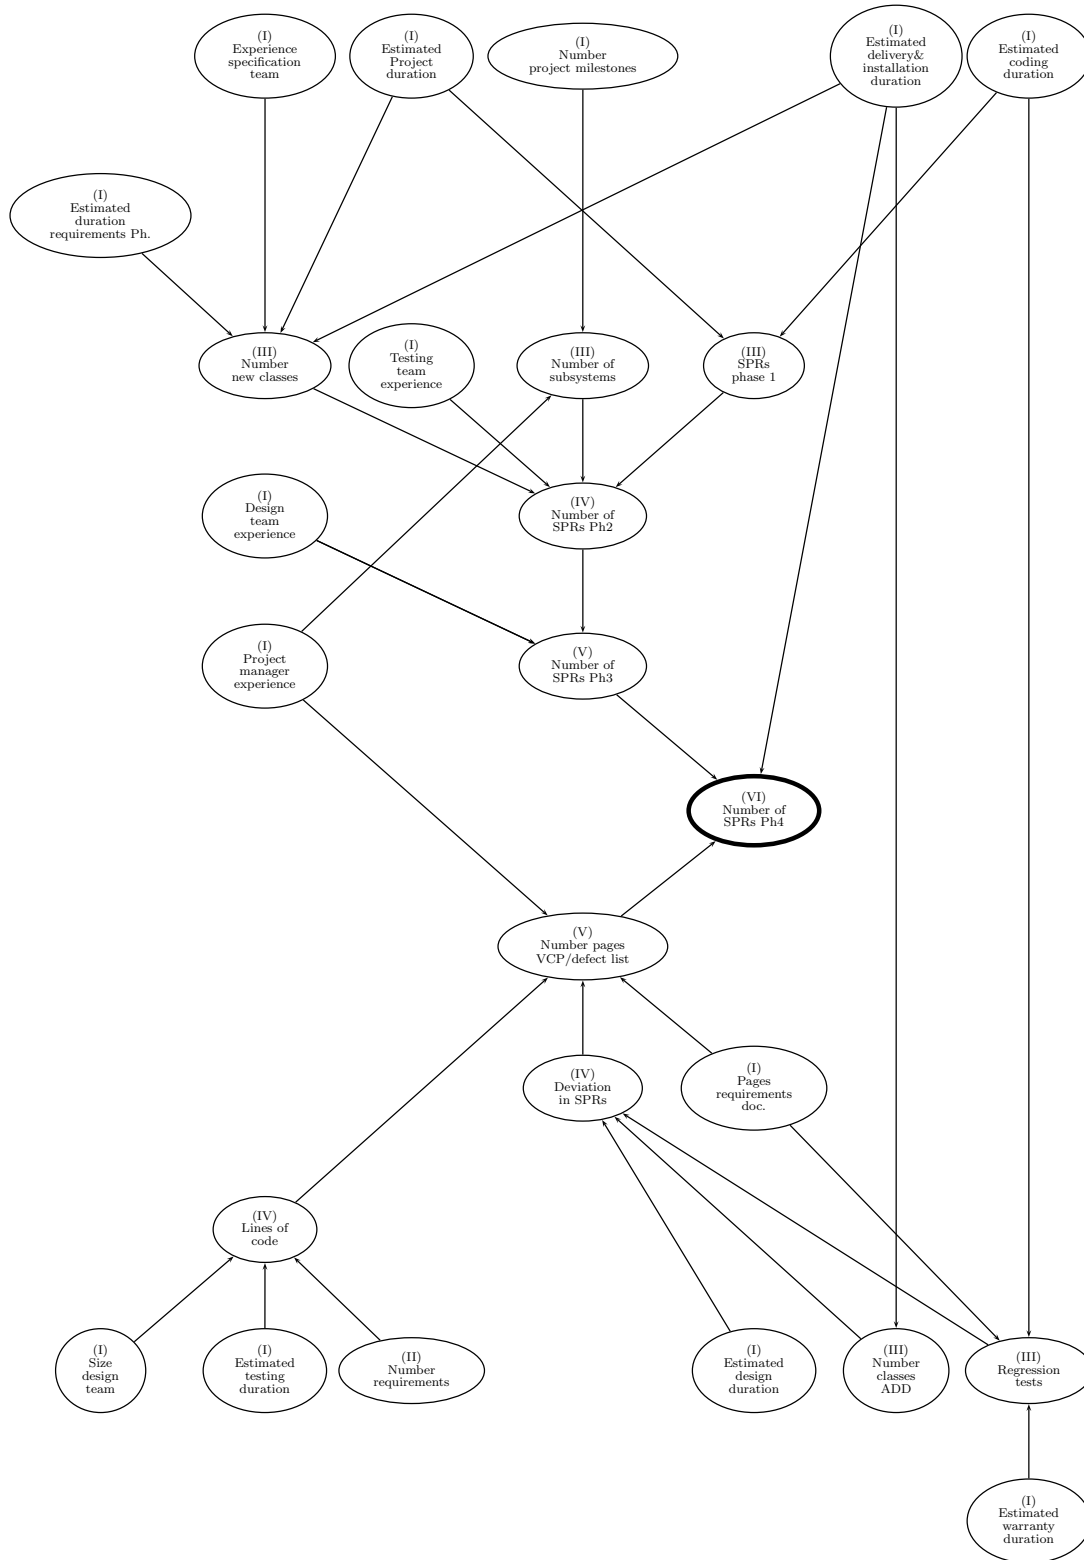 (I)
Experience
specification
team
(I)
Estimated
Project
duration
(I)
Number
project milestones
(I)
Estimated
delivery&
installation
duration
(I)
Estimated
coding
duration
(I)
Estimated
duration
requirements Ph.
(III)
Number
new classes
(I)
Testing
team
experience
(III)
Number of
subsystems
(III)
SPRs
phase 1
(I)
Design
team
experience
(IV)
Number of
SPRs Ph2
(I)
Project
manager
experience
(V)
Number of
SPRs Ph3
(VI)
Number of
SPRs Ph4
(V)
Number pages
VCP/defect list
(IV)
Deviation
in SPRs
(I)
Pages
requirements
doc.
(IV)
Lines of
code
(I)
Size
design
team
(I)
Estimated
testing
duration
(II)
Number
requirements
(I)
Estimated
design
duration
(III)
Number
classes
ADD
(III)
Regression
tests
(I)
Estimated
warranty
duration